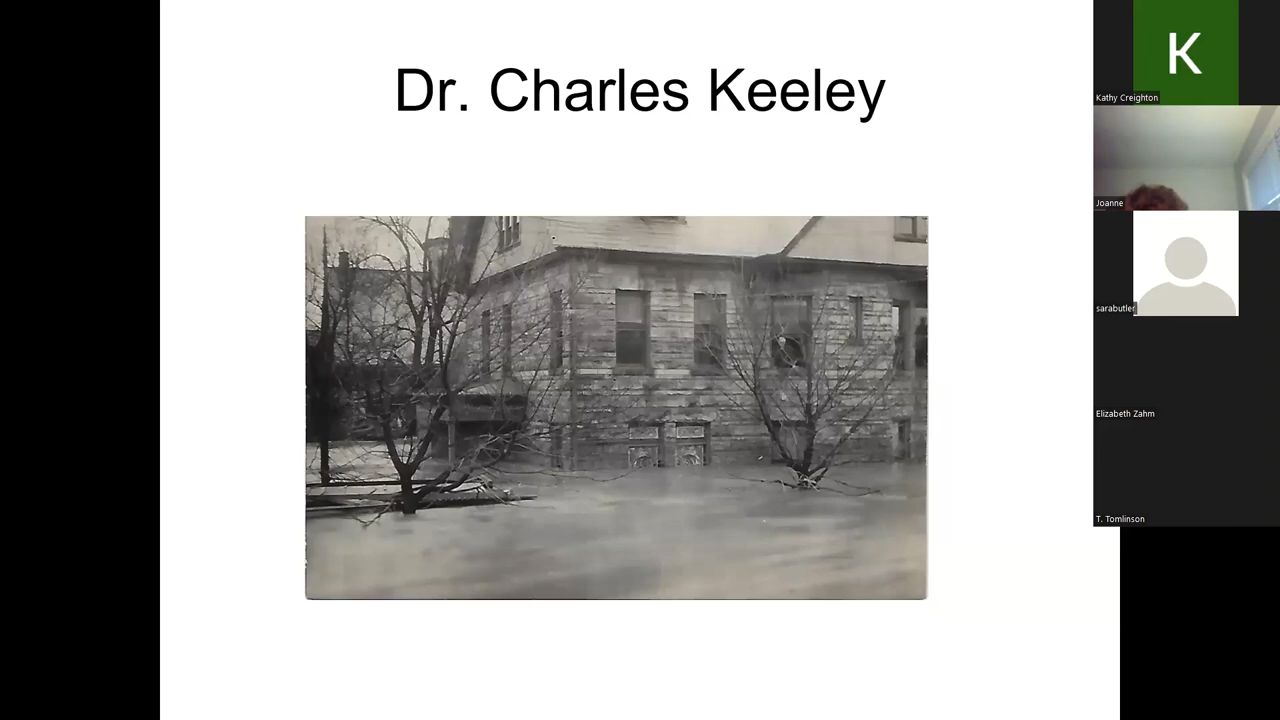 Dr. Charles Keeley
K
Kathy Creighton
Joanne
sarabutler
Elizabeth Zahm
T. Tomlinson